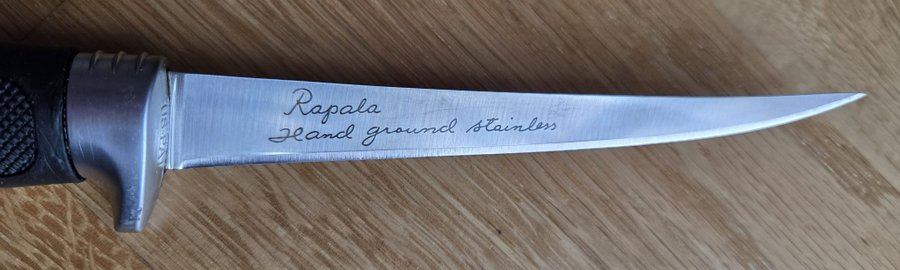 Rapala
Hand ground stainless